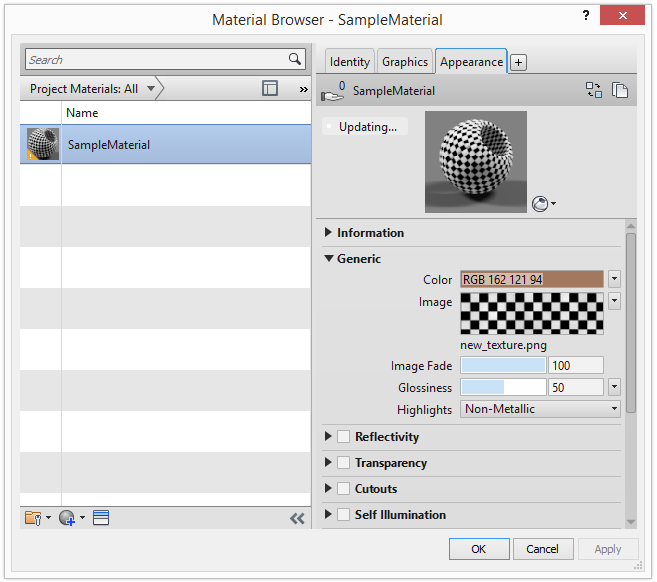 Material Browser - SampleMaterial
?
Search
Project Materials: All
»
Name
SampleMaterial
Identity
Graphics
Appearance
+
0
SampleMaterial
Updating...
Information
Generic
Color
RGB 162 121 94
Image
new_texture.png
Image Fade
100
Glossiness
50
Highlights
Non-Metallic
Reflectivity
Transparency
Cutouts
Self Illumination
OK
Cancel
Apply